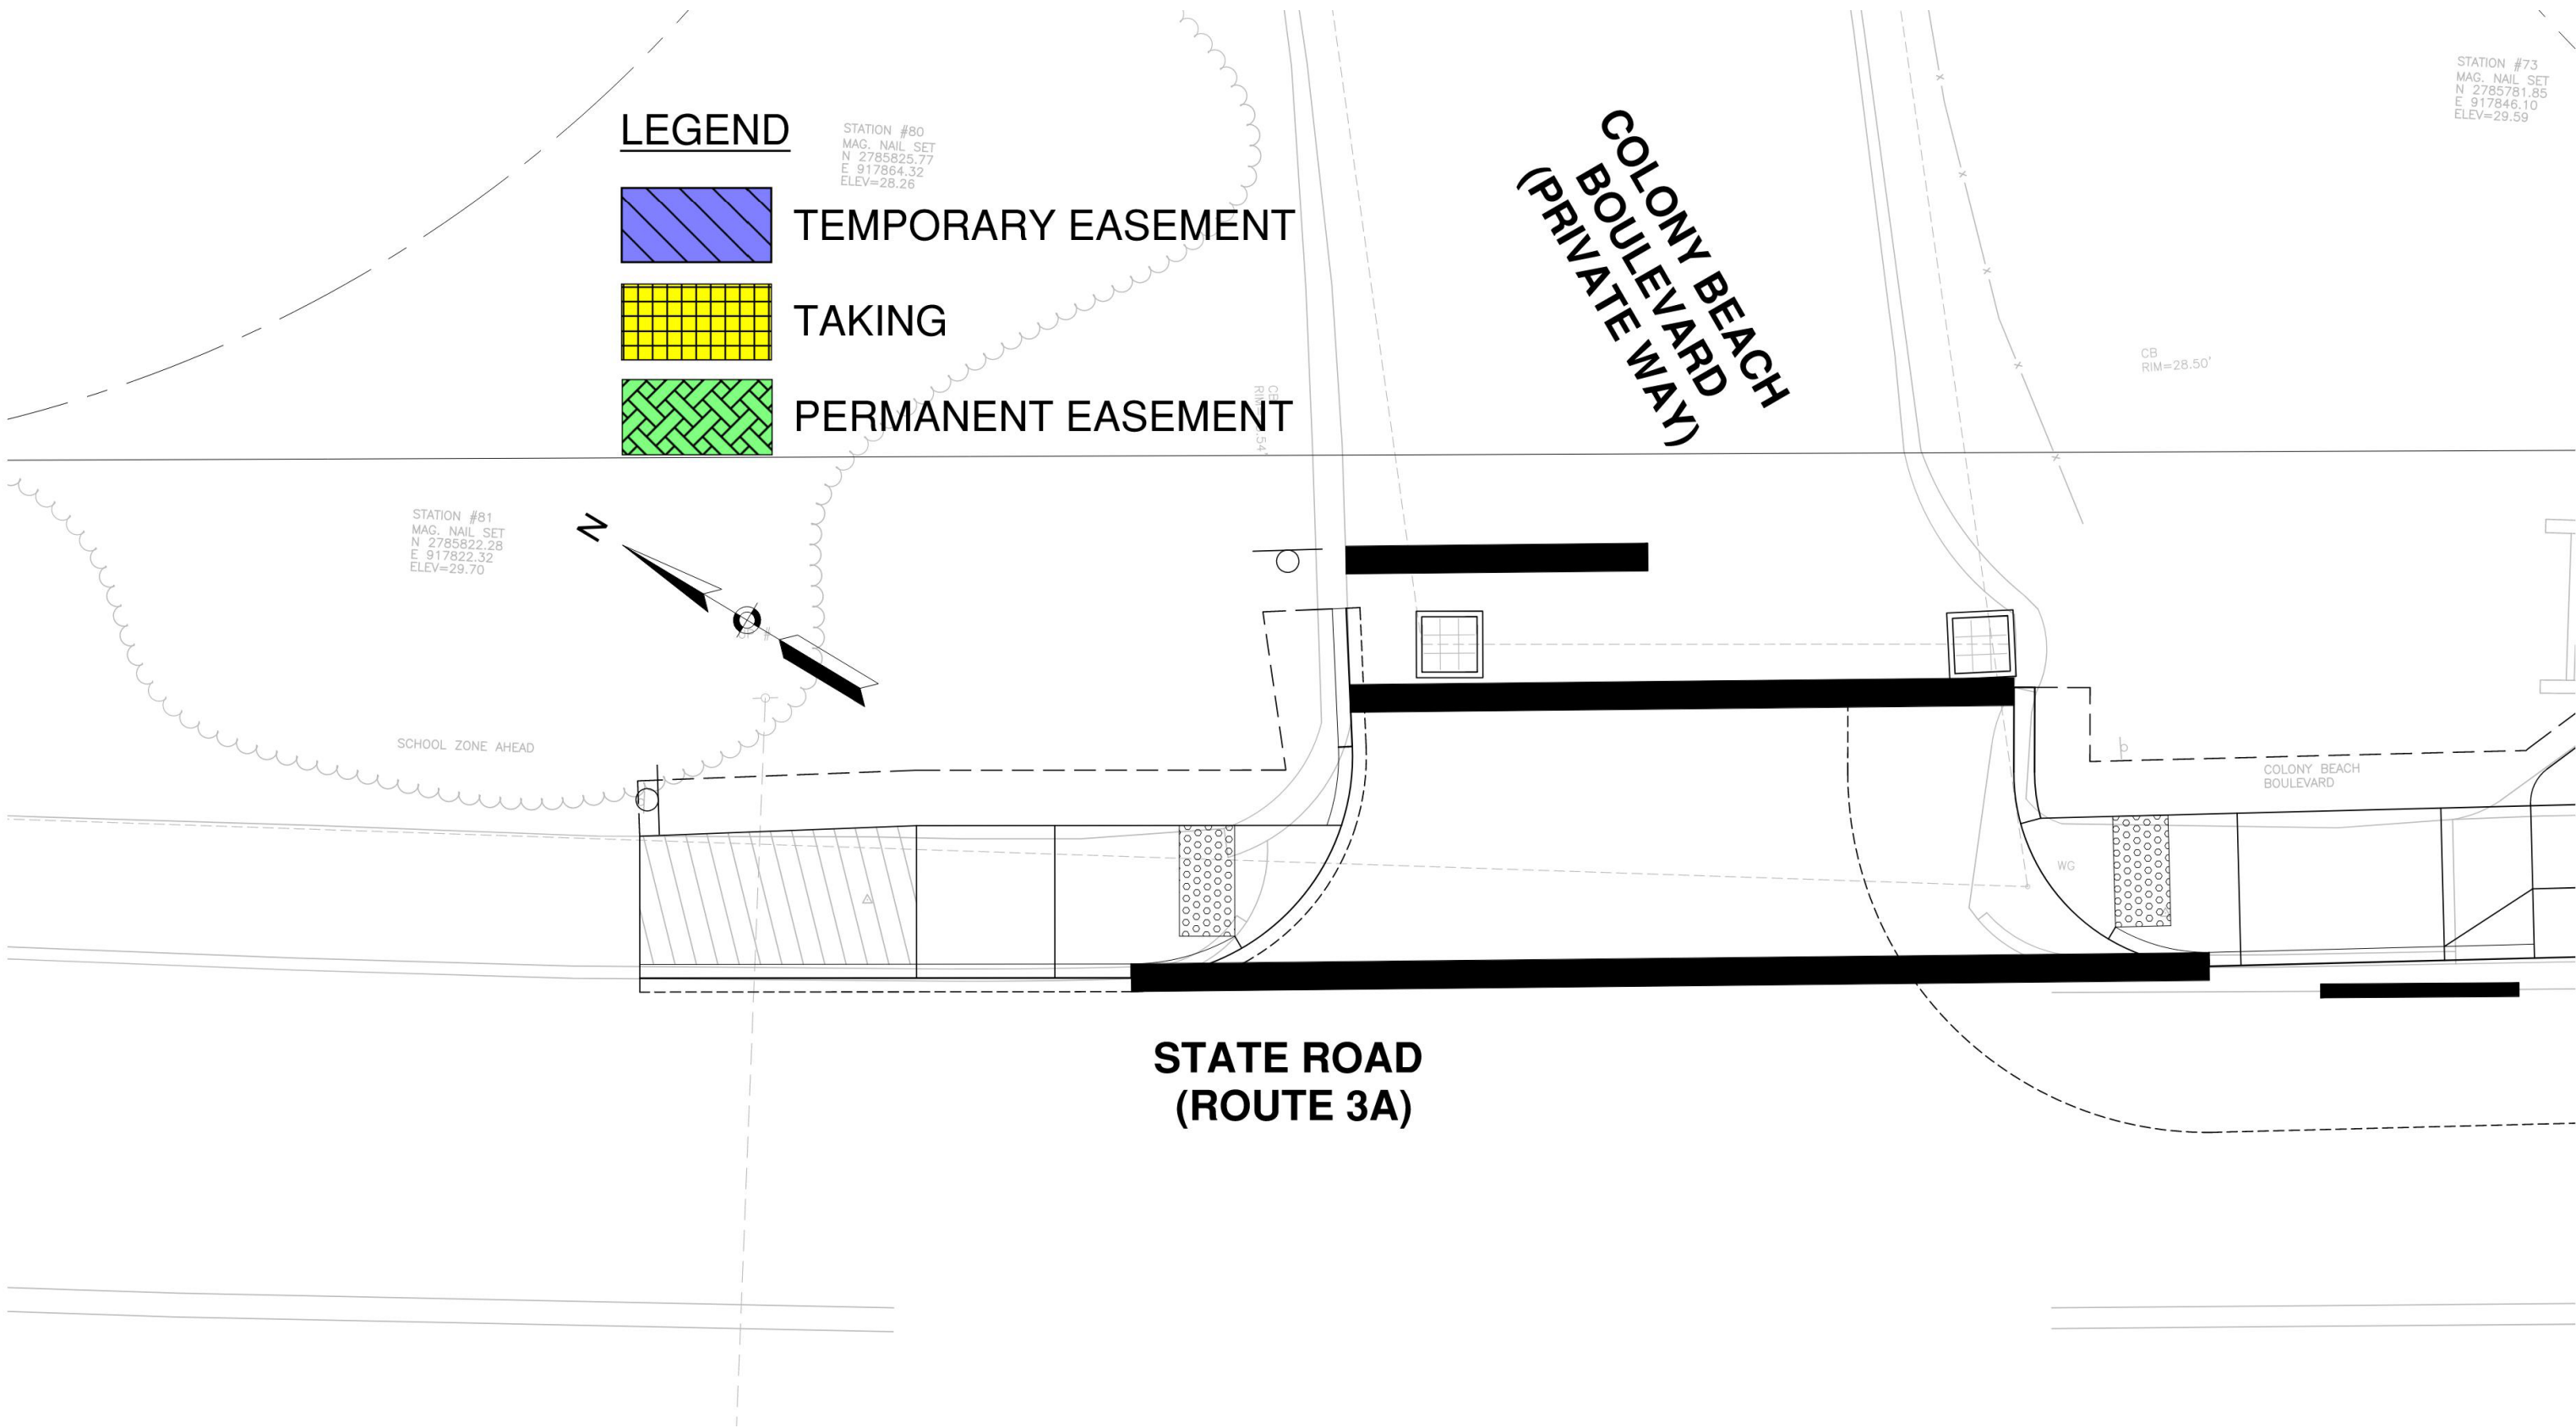 LEGEND
TEMPORARY EASEMENT
TAKING
PERMANENT EASEMENT
STATION #80
MAG. NAIL SET
N 2785825.77
E 917864.32
ELEV=28.26
COLONY BEACH
BOULEVARD
(PRIVATE WAY)
STATION #73
MAG. NAIL SET
N 2785781.85
E 917846.10
ELEV=29.59
CB
RIM=28.50'
CB
STATION #81
MAG. NAIL SET
N 2785822.28
E 917822.32
ELEV=29.70
N
SCHOOL ZONE AHEAD
COLONY BEACH
BOULEVARD
WG
STATE ROAD
(ROUTE 3A)